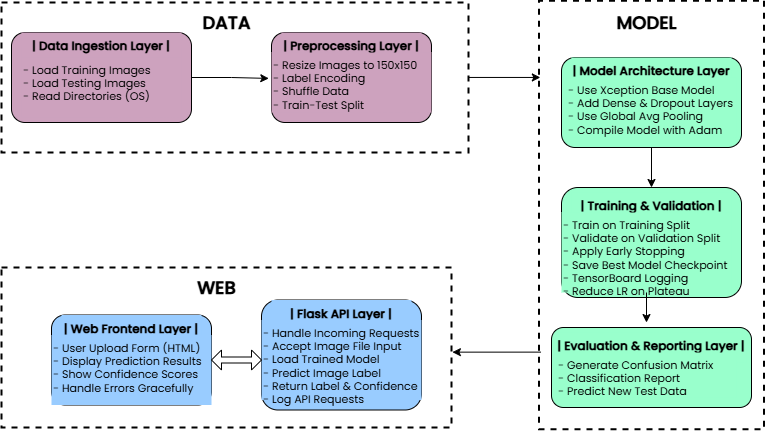 DATA
| Data Ingestion Layer |
- Load Training Images
- Load Testing Images
- Read Directories (OS)
| Preprocessing Layer |
- Resize Images to 150x150
- Label Encoding
- Shuffle Data
- Train-Test Split
MODEL
| Model Architecture Layer
- Use Xception Base Model
- Add Dense & Dropout Layers
- Use Global Avg Pooling
- Compile Model with Adam
| Training & Validation |
- Train on Training Split
- Validate on Validation Split
- Apply Early Stopping
- Save Best Model Checkpoint
- TensorBoard Logging
- Reduce LR on Plateau
| Evaluation & Reporting Layer |
- Generate Confusion Matrix
- Classification Report
- Predict New Test Data
WEB
| Web Frontend Layer |
- User Upload Form (HTML)
- Display Prediction Results
- Show Confidence Scores
- Handle Errors Gracefully
| Flask API Layer |
- Handle Incoming Requests
- Accept Image File Input
- Load Trained Model
- Predict Image Label
- Return Label & Confidence
- Log API Requests